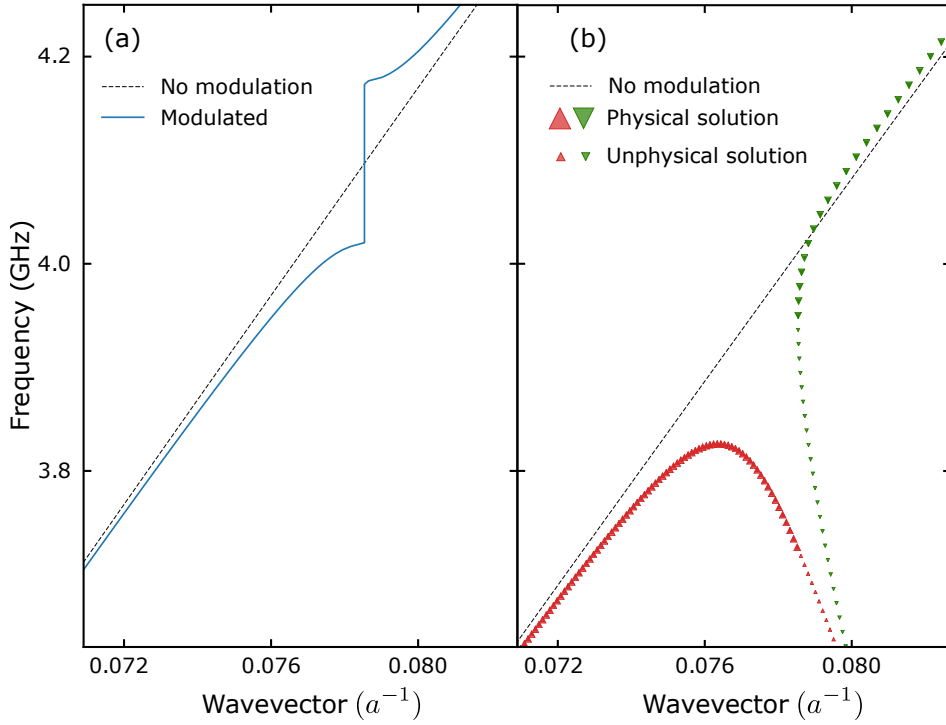 (a)
No modulation
Modulated
(b)
No modulation
Physical solution
Unphysical solution
4.2
4.0
3.8
Frequency (GHz)
0.072
0.076
0.080
0.072
0.076
0.080
Wavevector (a⁻¹)
Wavevector (a⁻¹)